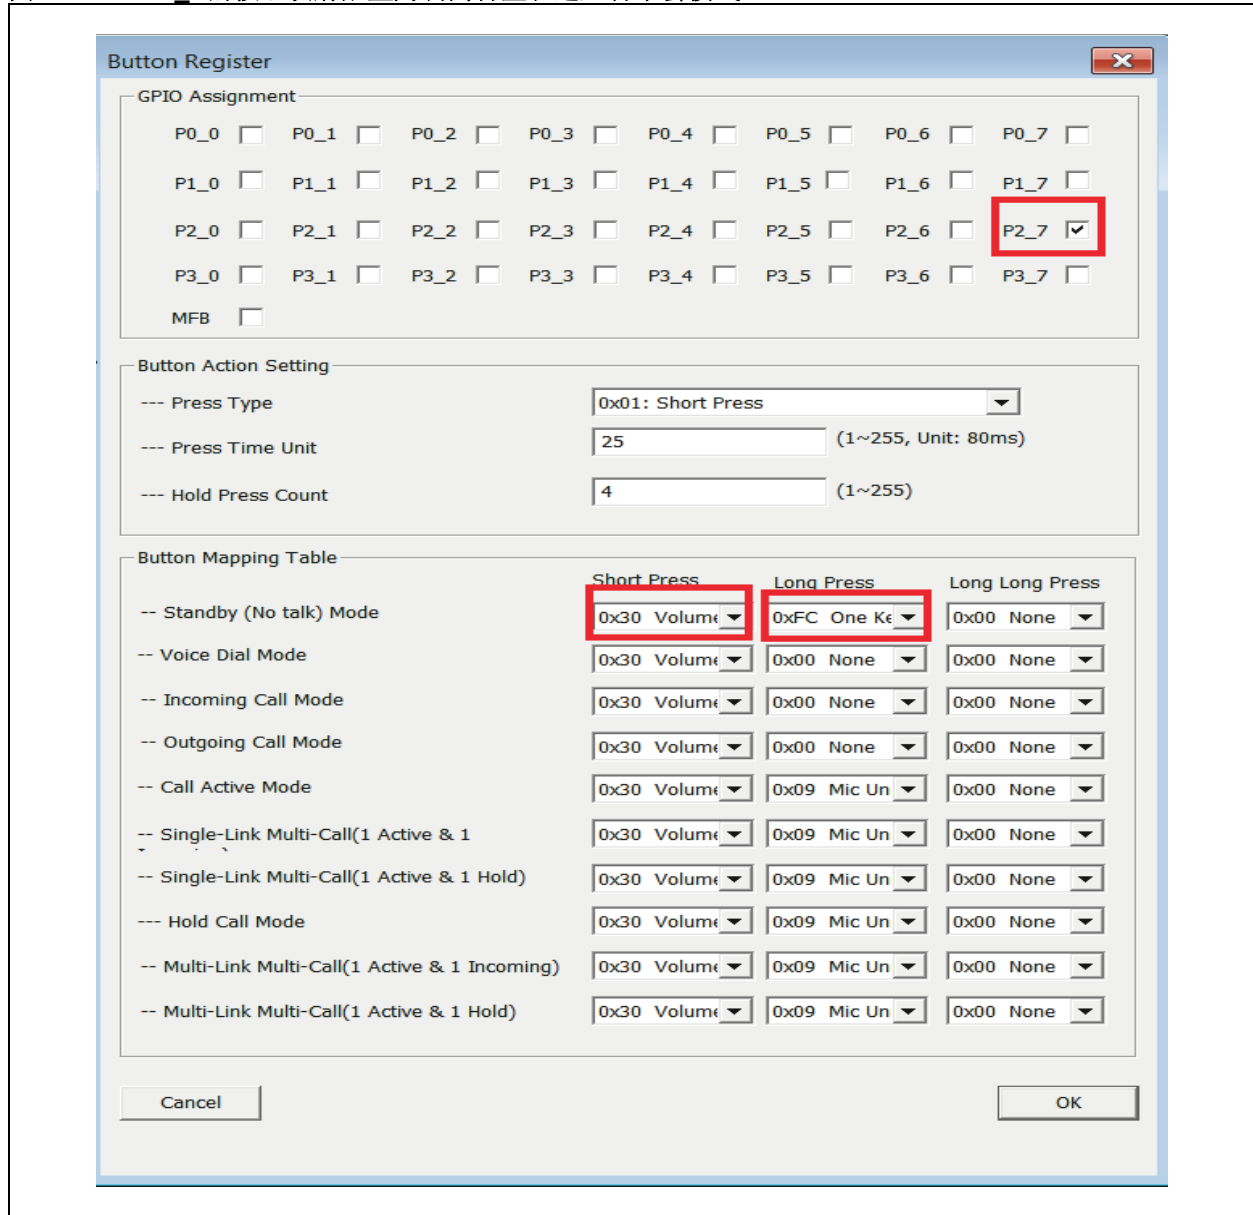 Button Register
GPIO Assignment
P0_0 P0_1 P0_2 P0_3 P0_4 P0_5 P0_6 P0_7
P1_0 P1_1 P1_2 P1_3 P1_4 P1_5 P1_6 P1_7
P2_0 P2_1 P2_2 P2_3 P2_4 P2_5 P2_6 P2_7
P3_0 P3_1 P3_2 P3_3 P3_4 P3_5 P3_6 P3_7
MFB
Button Action Setting
--- Press Type 0x01: Short Press
--- Press Time Unit 25 (1~255, Unit: 80ms)
--- Hold Press Count 4 (1~255)
Button Mapping Table
Short Press Long Press Long Long Press
-- Standby (No talk) Mode 0x30 Volume 0xFC One Ke 0x00 None
-- Voice Dial Mode 0x30 Volume 0x00 None 0x00 None
-- Incoming Call Mode 0x30 Volume 0x00 None 0x00 None
-- Outgoing Call Mode 0x30 Volume 0x00 None 0x00 None
-- Call Active Mode 0x30 Volume 0x09 Mic Un 0x00 None
-- Single-Link Multi-Call(1 Active & 1 0x30 Volume 0x09 Mic Un 0x00 None
-- Single-Link Multi-Call(1 Active & 1 Hold) 0x30 Volume 0x09 Mic Un 0x00 None
--- Hold Call Mode 0x30 Volume 0x09 Mic Un 0x00 None
-- Multi-Link Multi-Call(1 Active & 1 Incoming) 0x30 Volume 0x09 Mic Un 0x00 None
-- Multi-Link Multi-Call(1 Active & 1 Hold) 0x30 Volume 0x09 Mic Un 0x00 None
Cancel OK